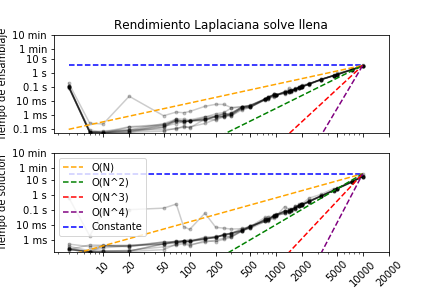 Rendimiento Laplaciana solve llena
Tiempo de ensamblaje
10 min
1 min
10 s
1 s
0.1 s
10 ms
1 ms
0.1 ms
Tiempo de solución
10 min
1 min
10 s
1 s
0.1 s
10 ms
1 ms
O(N)
O(N^2)
O(N^3)
O(N^4)
Constante
10
20
50
100
200
500
1000
2000
5000
10000
20000